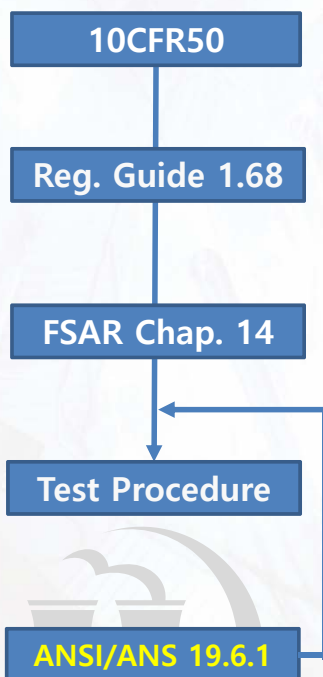 10CFR50
Reg. Guide 1.68
FSAR Chap. 14
Test Procedure
ANSI/ANS 19.6.1